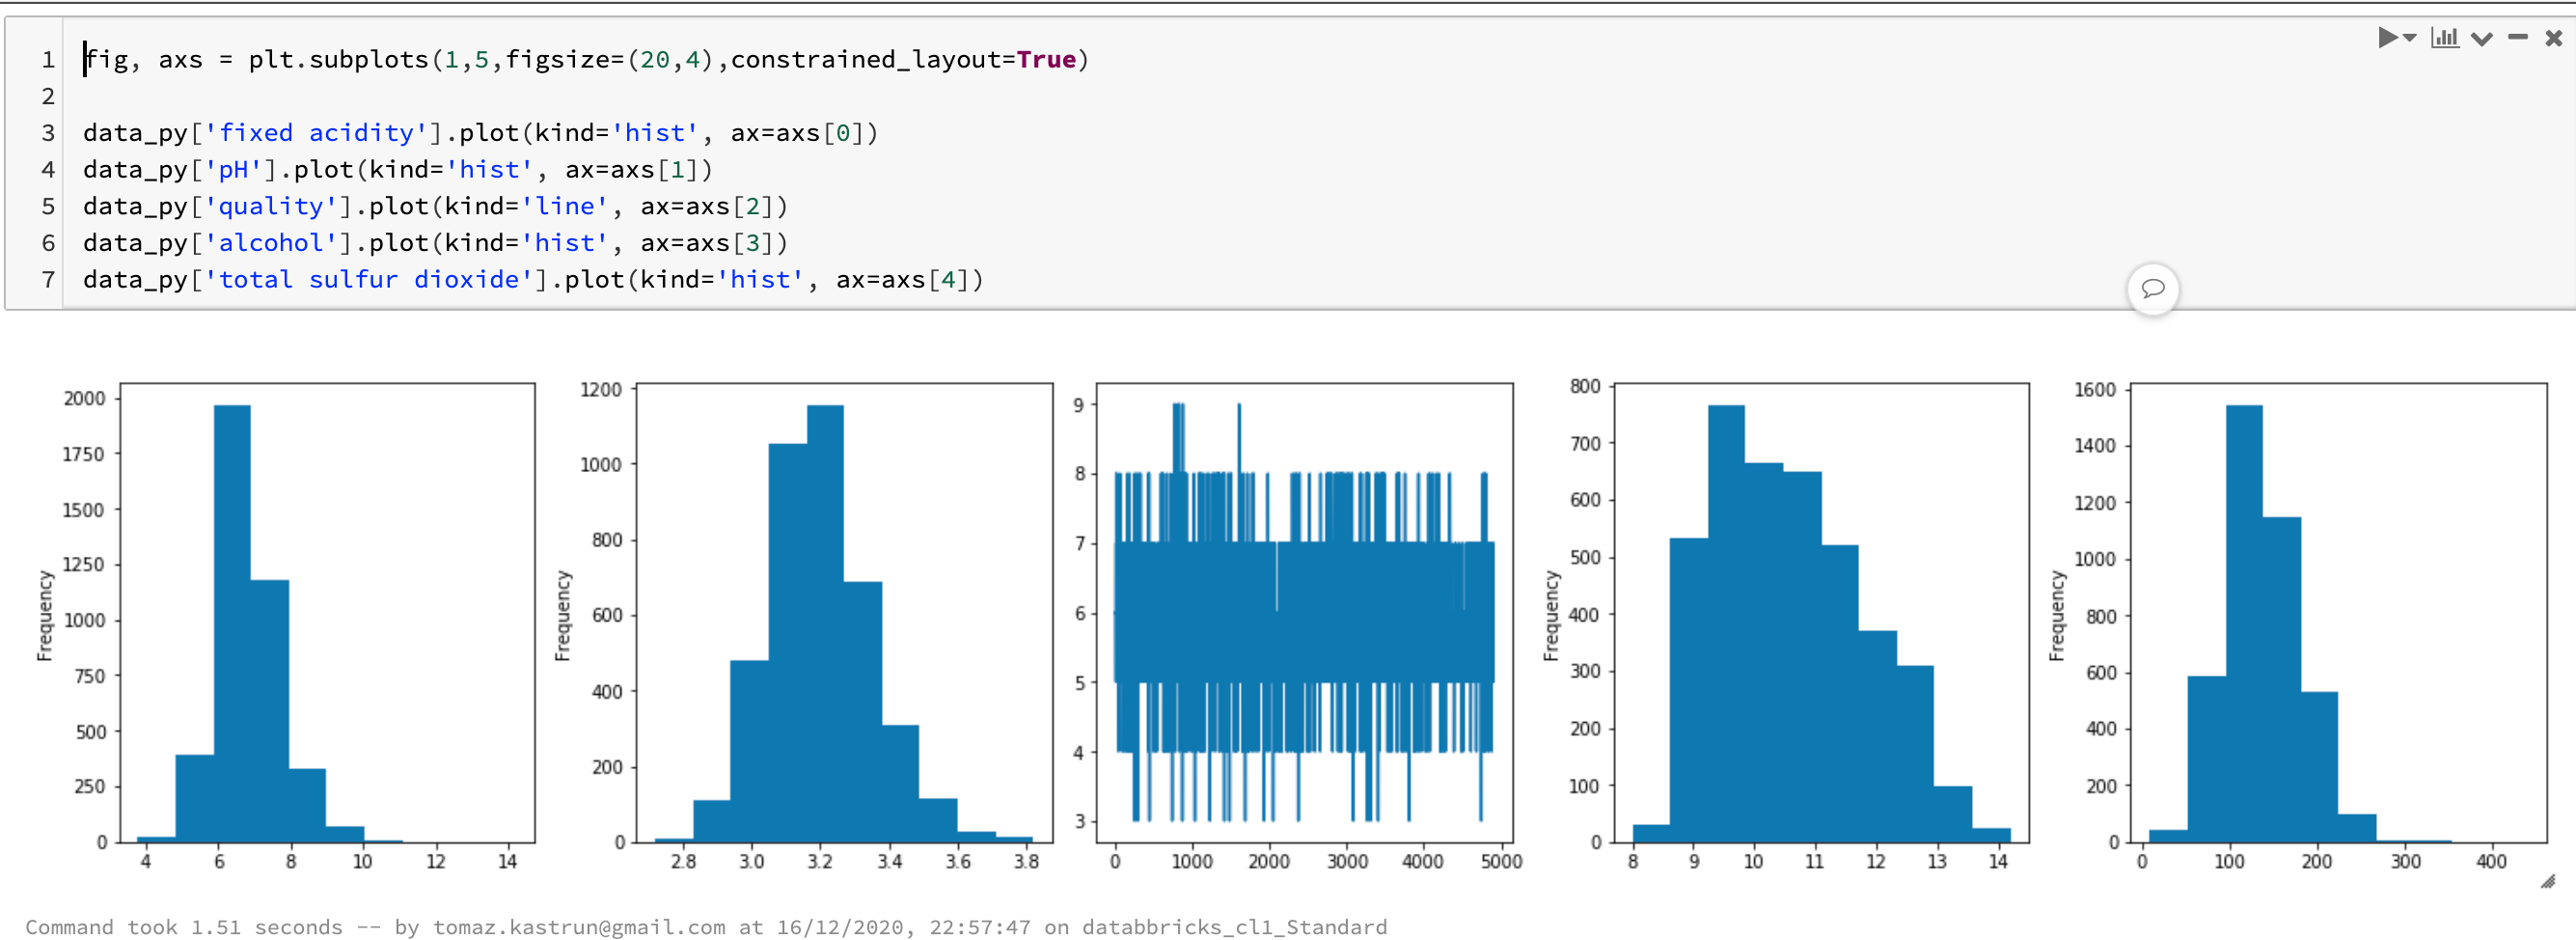 1 fig, axs = plt.subplots(1,5,figsize=(20,4),constrained_layout=True)
2
3 data_py['fixed acidity'].plot(kind='hist', ax=axs[0])
4 data_py['pH'].plot(kind='hist', ax=axs[1])
5 data_py['quality'].plot(kind='line', ax=axs[2])
6 data_py['alcohol'].plot(kind='hist', ax=axs[3])
7 data_py['total sulfur dioxide'].plot(kind='hist', ax=axs[4])
Frequency
2000
1750
1500
1250
1000
750
500
250
0
4 6 8 10 12 14
Frequency
1200
1000
800
600
400
200
0
2.8 3.0 3.2 3.4 3.6 3.8
9
8
7
6
5
4
3
0 1000 2000 3000 4000 5000
Frequency
800
700
600
500
400
300
200
100
0
8 9 10 11 12 13 14
Frequency
1600
1400
1200
1000
800
600
400
200
0
0 100 200 300 400
Command took 1.51 seconds -- by tomaz.kastrun@gmail.com at 16/12/2020, 22:57:47 on databbricks_cl1_Standard